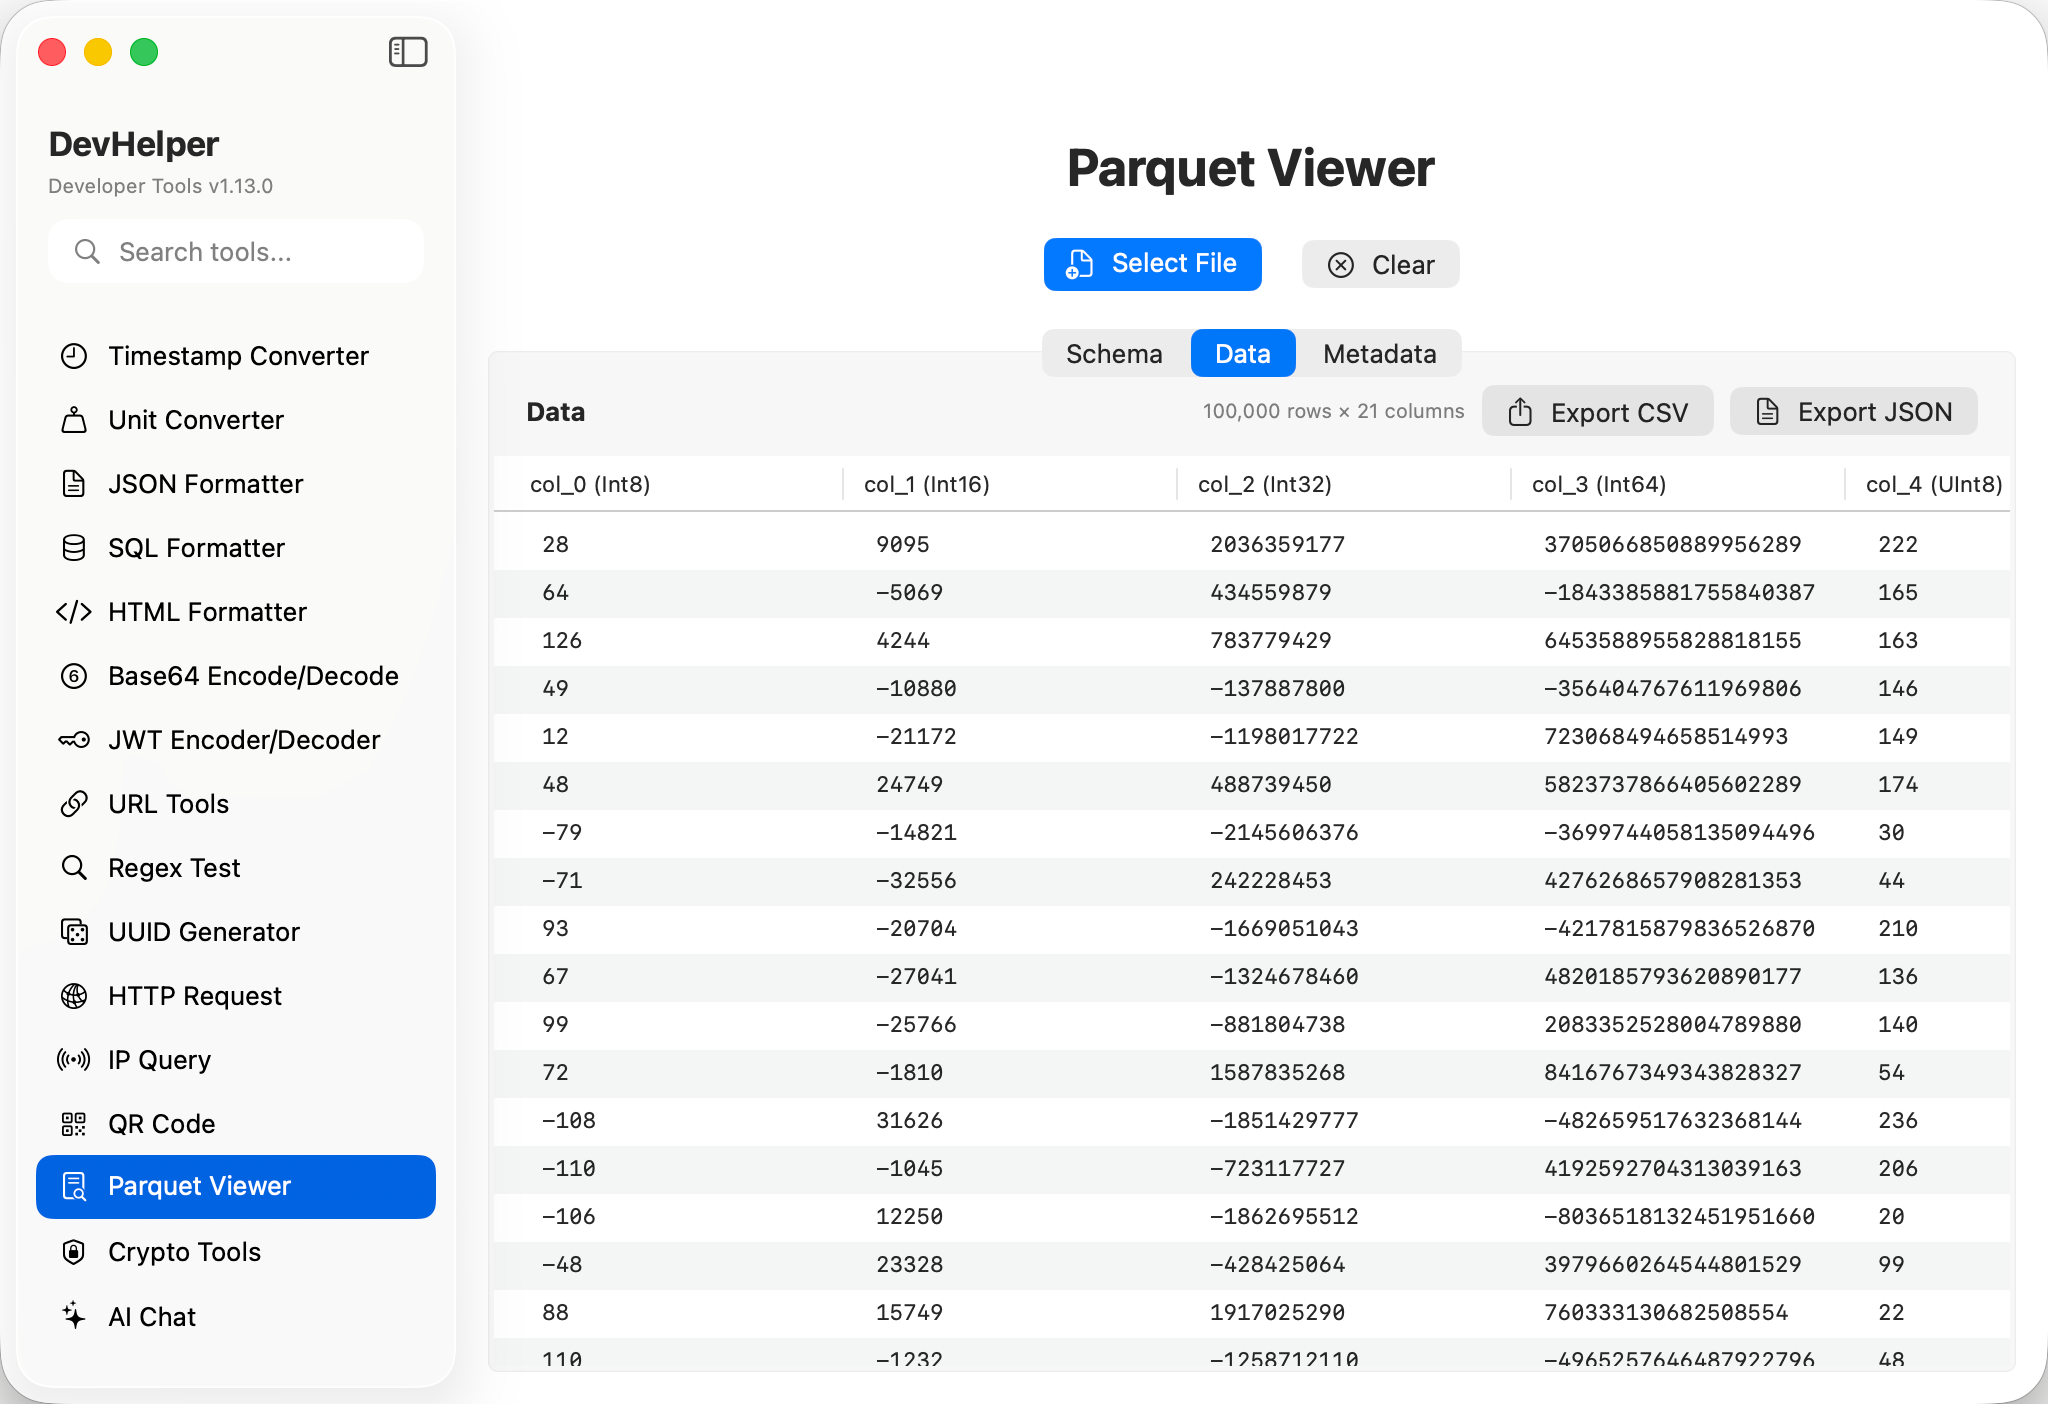 DevHelper
Developer Tools v1.13.0
Search tools...
Timestamp Converter
Unit Converter
JSON Formatter
SQL Formatter
HTML Formatter
Base64 Encode/Decode
JWT Encoder/Decoder
URL Tools
Regex Test
UUID Generator
HTTP Request
IP Query
QR Code
Parquet Viewer
Crypto Tools
AI Chat
Parquet Viewer
Select File Clear
Schema Data Metadata
Data 100,000 rows × 21 columns Export CSV Export JSON
col_0 (Int8) col_1 (Int16) col_2 (Int32) col_3 (Int64) col_4 (UInt8)
28 9095 2036359177 3705066850889956289 222
64 -5069 434559879 -1843385881755840387 165
126 4244 783779429 6453588955828818155 163
49 -10880 -137887800 -356404767611969806 146
12 -21172 -1198017722 723068494658514993 149
48 24749 488739450 5823737866405602289 174
-79 -14821 -2145606376 -3699744058135094496 30
-71 -32556 242228453 4276268657908281353 44
93 -20704 -1669051043 -4217815879836526870 210
67 -27041 -1324678460 4820185793620890177 136
99 -25766 -881804738 2083352528004789880 140
72 -1810 1587835268 8416767349343828327 54
-108 31626 -1851429777 -482659517632368144 236
-110 -1045 -723117727 4192592704313039163 206
-106 12250 -1862695512 -8036518132451951660 20
-48 23328 -428425064 3979660264544801529 99
88 15749 1917025290 760333130682508554 22
110 -1232 -1258712110 -4965257646487922796 48